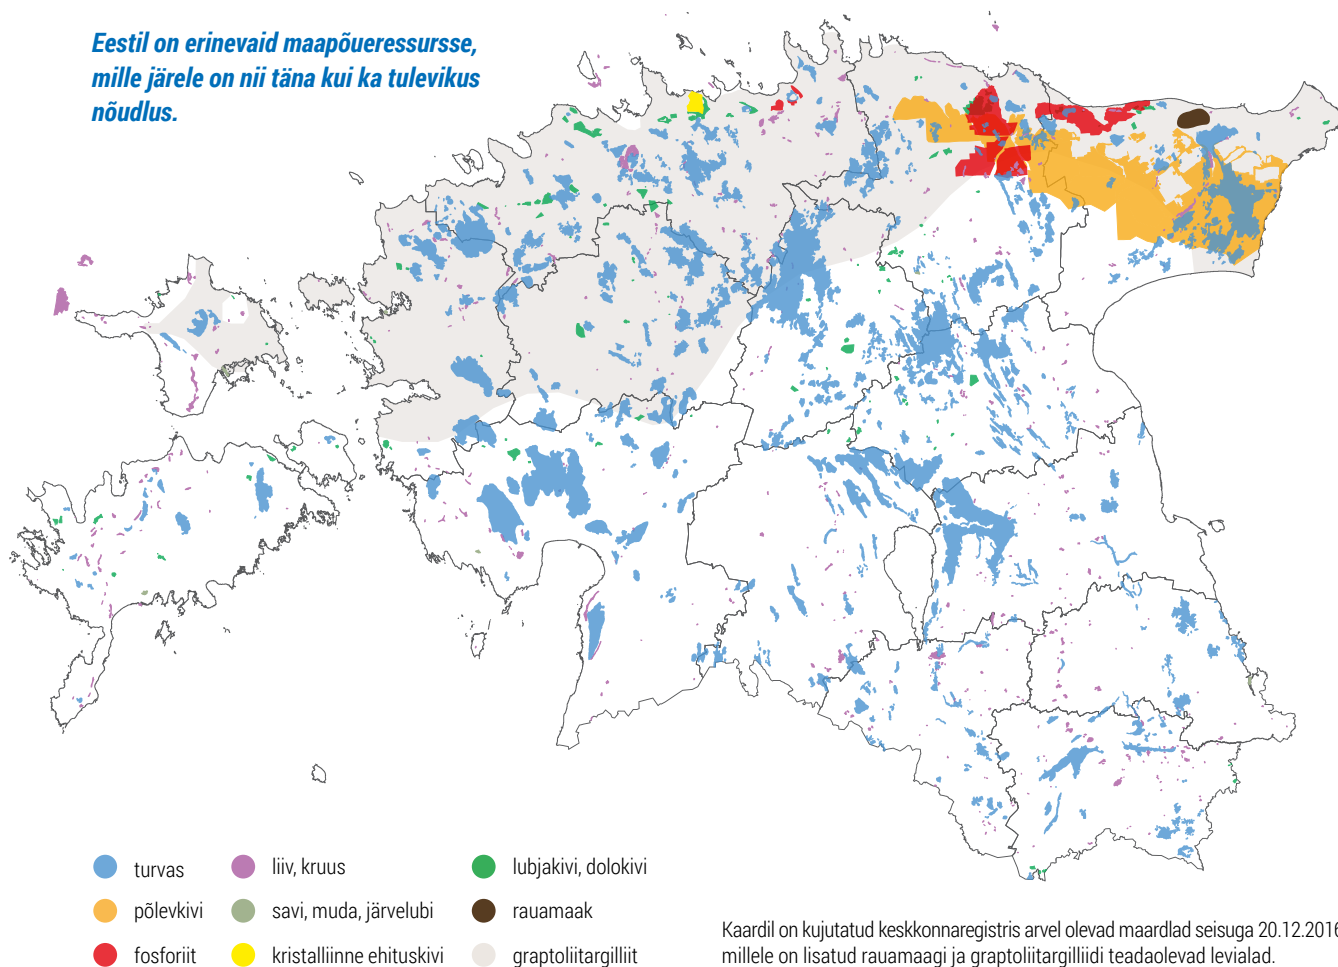 Eestil on erinevaid maapõueressursse,
mille järele on nii täna kui ka tulevikus
nõudlus.
turvas
liiv, kruus
lubjakivi, dolokivi
põlevkivi
savi, muda, järvelubi
rauamaak
fosforiit
kristalliinne ehituskivi
graptoliitargilliit
Kaardil on kujutatud keskkonnaregistris arvel olevad maardlad seisuga 20.12.2016
millele on lisatud rauamaagi ja graptoliitargilliidi teadaolevad levialad.